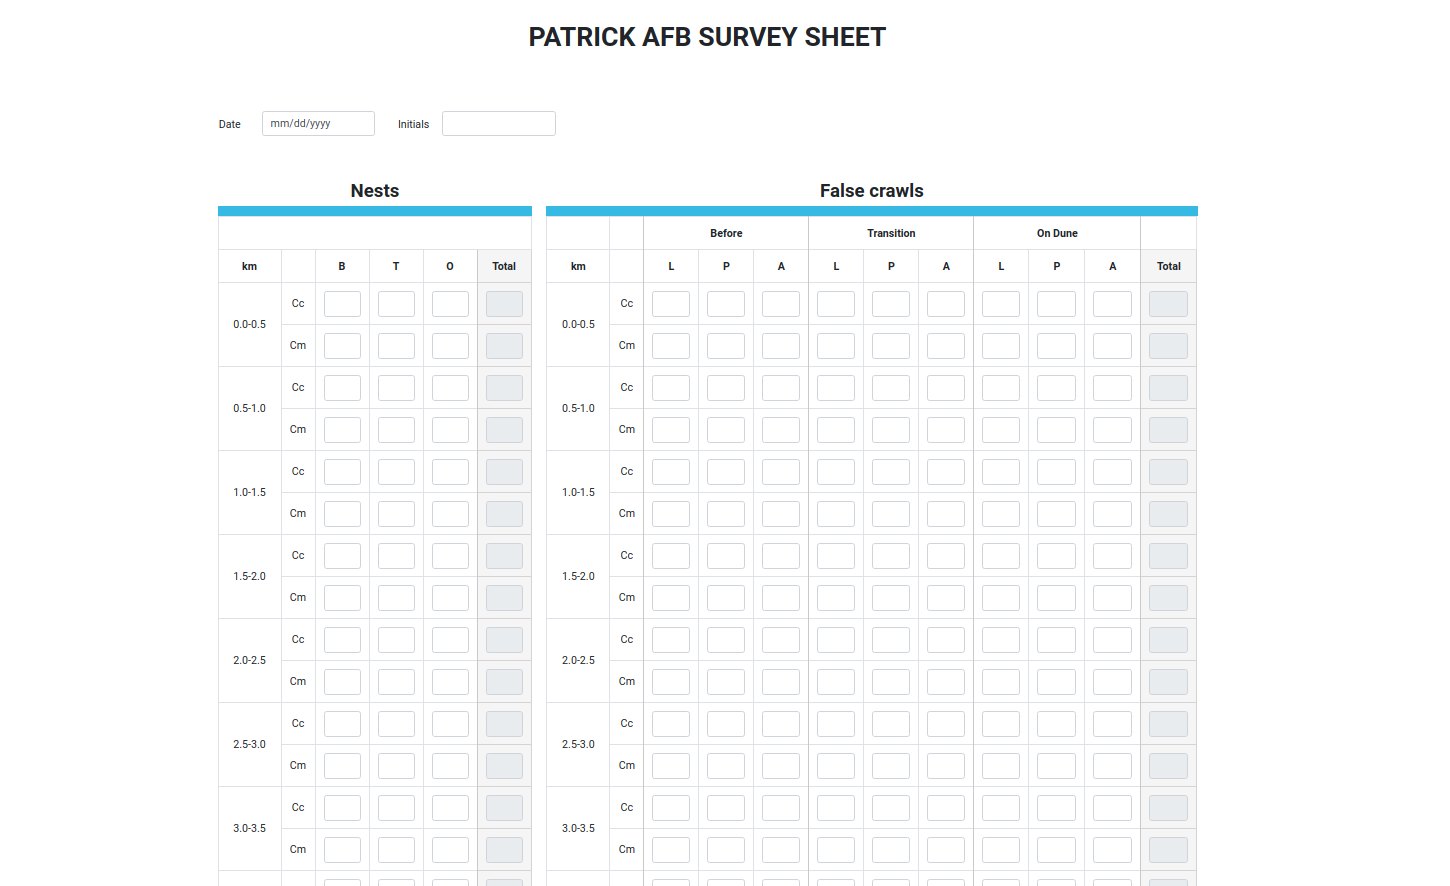 PATRICK AFB SURVEY SHEET
Date mm/dd/yyyy Initials
Nests False crawls
Before Transition On Dune
km B T O Total km L P A L P A L P A Total
Cc Cc
0.0-0.5 0.0-0.5
Cm Cm
Cc Cc
0.5-1.0 0.5-1.0
Cm Cm
Cc Cc
1.0-1.5 1.0-1.5
Cm Cm
Cc Cc
1.5-2.0 1.5-2.0
Cm Cm
Cc Cc
2.0-2.5 2.0-2.5
Cm Cm
Cc Cc
2.5-3.0 2.5-3.0
Cm Cm
Cc Cc
3.0-3.5 3.0-3.5
Cm Cm